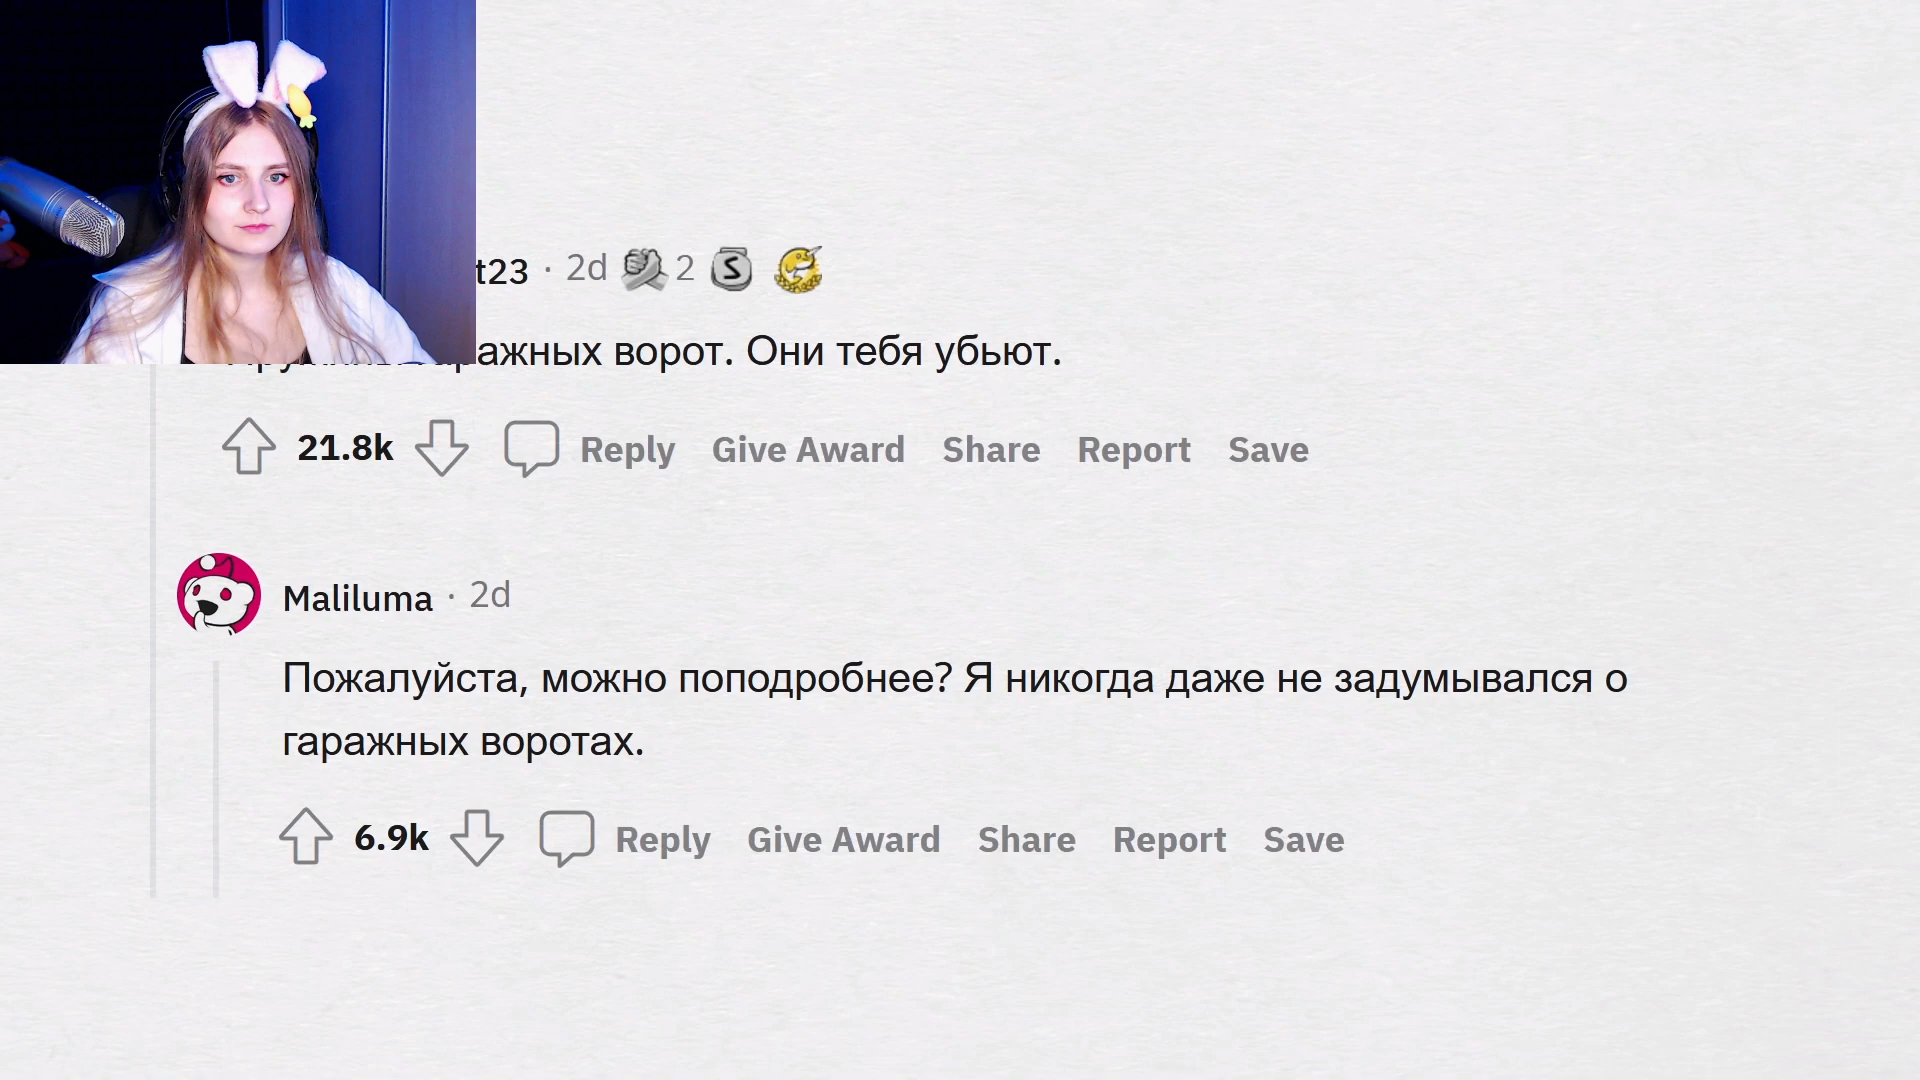 t23 · 2d 2
ажных ворот. Они тебя убьют.
21.8k Reply Give Award Share Report Save
Maliluma · 2d
Пожалуйста, можно поподробнее? Я никогда даже не задумывался о
гаражных воротах.
6.9k Reply Give Award Share Report Save